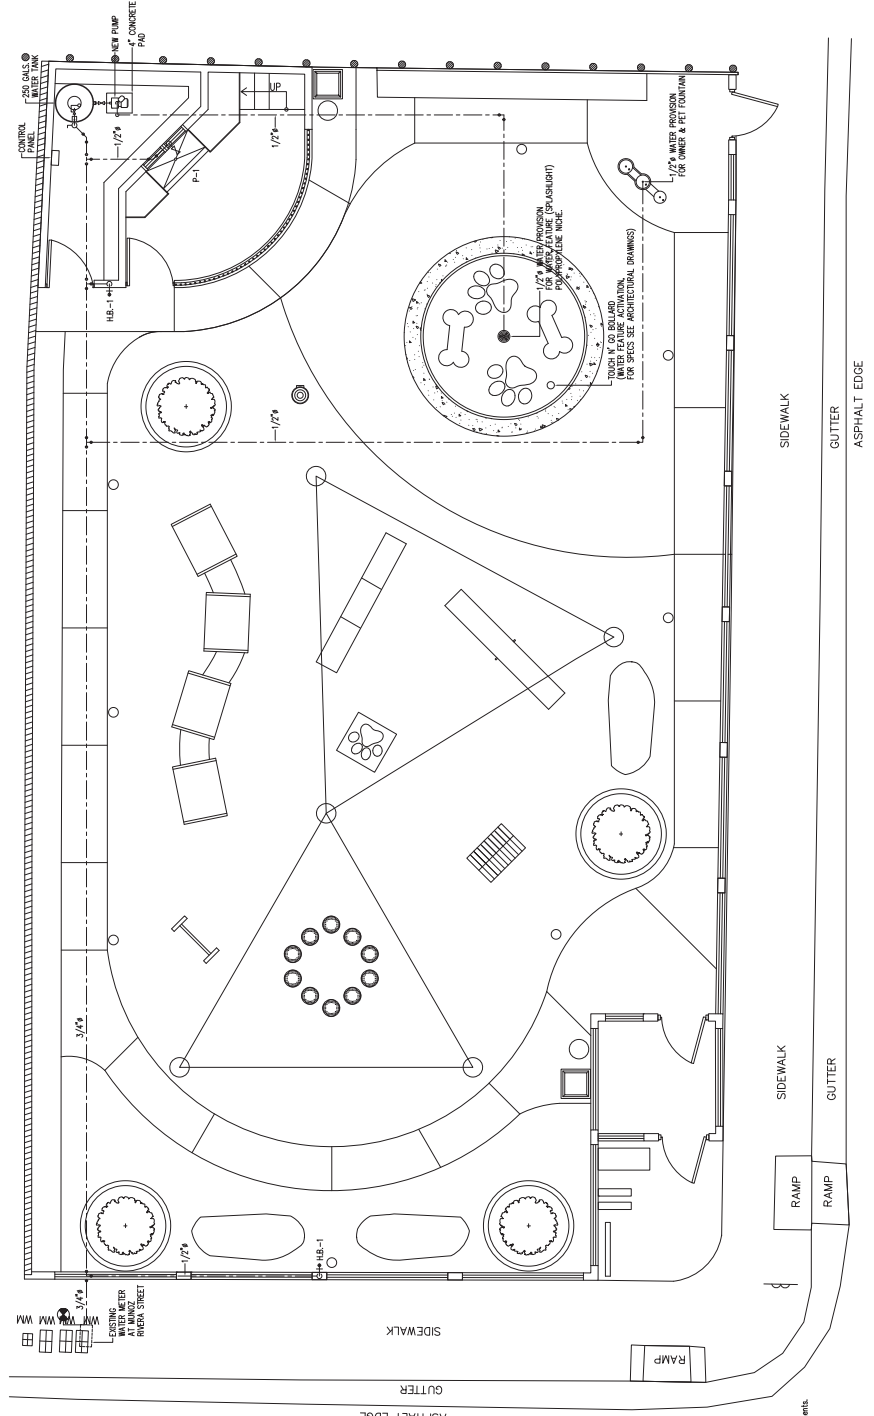 250 GALS.
WATER TANK
NEW PUMP
4" CONCRETE
PAD
CONTROL
PANEL
1/2"ø
P-1
UP
1/2"ø
1/2"ø WATER PROVISION
FOR OWNER & PET FOUNTAIN
H.B.-1
1/2"ø WATER PROVISION
FOR WATER FEATURE (SPLASHLIGHT)
POLYPROPYLENE NICHE.
TOUCH N' GO BOLLARD
(WATER FEATURE ACTIVATION,
FOR SPECS SEE ARCHITECTURAL DRAWINGS)
1/2"ø
SIDEWALK
GUTTER
ASPHALT EDGE
3/4"ø
SIDEWALK
GUTTER
RAMP
RAMP
1/2"ø
H.B.-1
3/4"ø
WM
WM
WM
WM
EXISTING
WATER METER
AT MUNOZ
RIVERA STREET
SIDEWALK
RAMP
GUTTER
ASPHALT EDGE
ents.